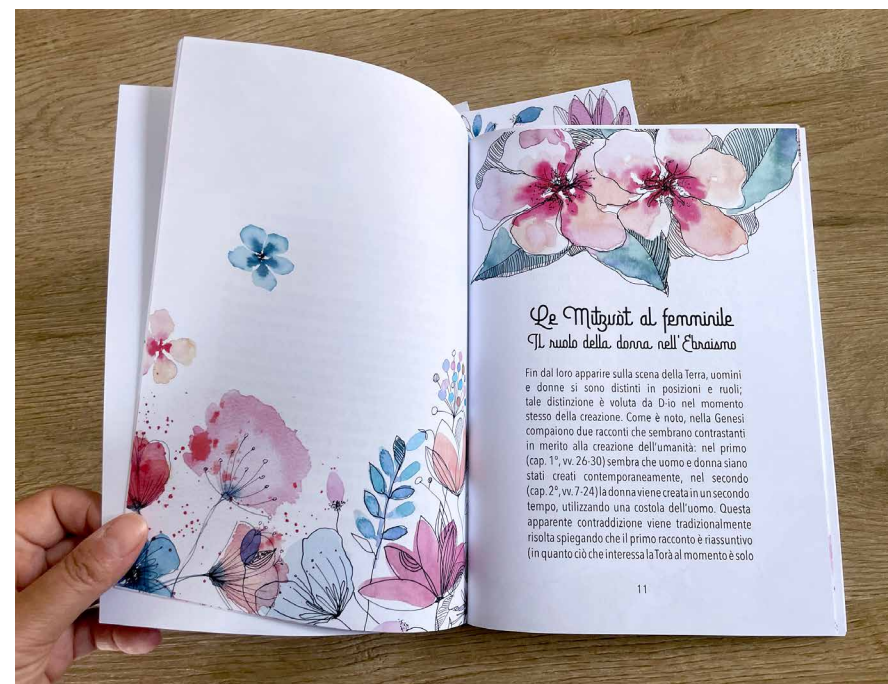 Le Mitzvòt al femminile
Il ruolo della donna nell'Ebraismo
Fin dal loro apparire sulla scena della Terra, uomini
e donne si sono distinti in posizioni e ruoli;
tale distinzione è voluta da D-io nel momento
stesso della creazione. Come è noto, nella Genesi
compaiono due racconti che sembrano contrastanti
in merito alla creazione dell'umanità: nel primo
(cap. 1°, vv. 26-30) sembra che uomo e donna siano
stati creati contemporaneamente, nel secondo
(cap. 2°, vv. 7-24) la donna viene creata in un secondo
tempo, utilizzando una costola dell'uomo. Questa
apparente contraddizione viene tradizionalmente
risolta spiegando che il primo racconto è riassuntivo
(in quanto ciò che interessa la Torà al momento è solo
11